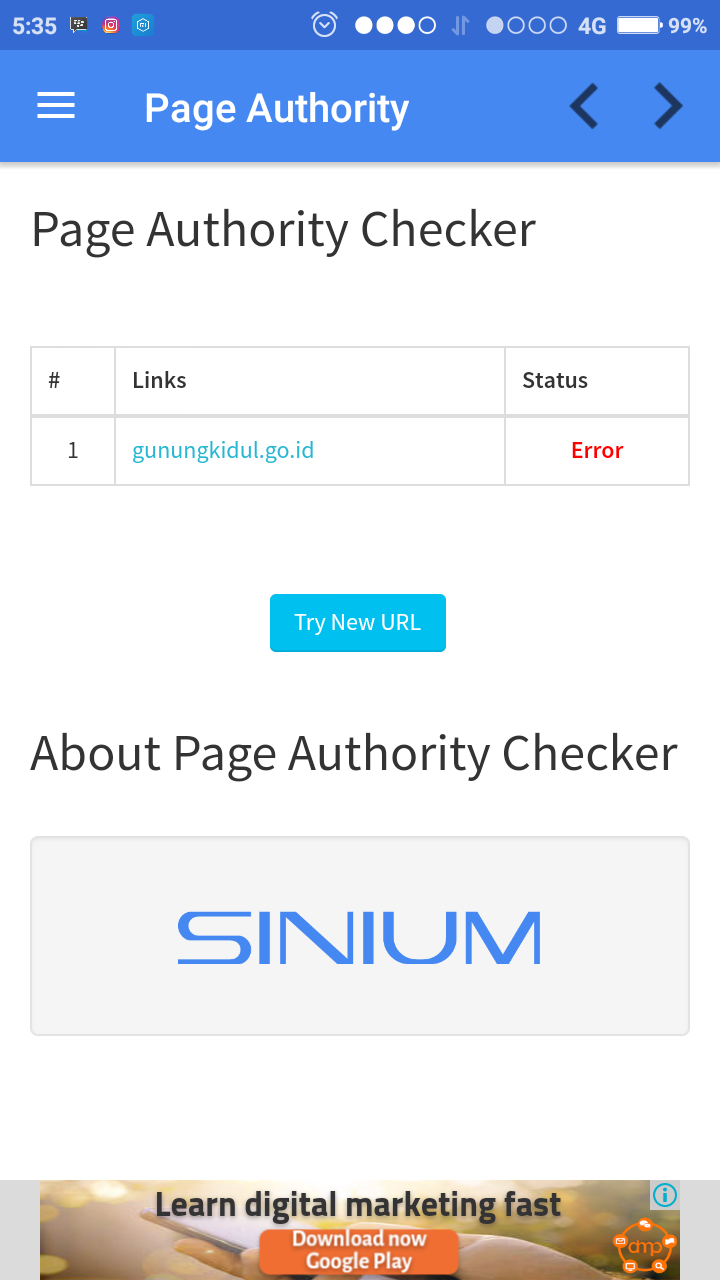 5:35 4G 99%
Page Authority
Page Authority Checker
# Links Status
1 gunungkidul.go.id Error
Try New URL
About Page Authority Checker
SINIUM
Learn digital marketing fast
Download now
Google Play
dmp